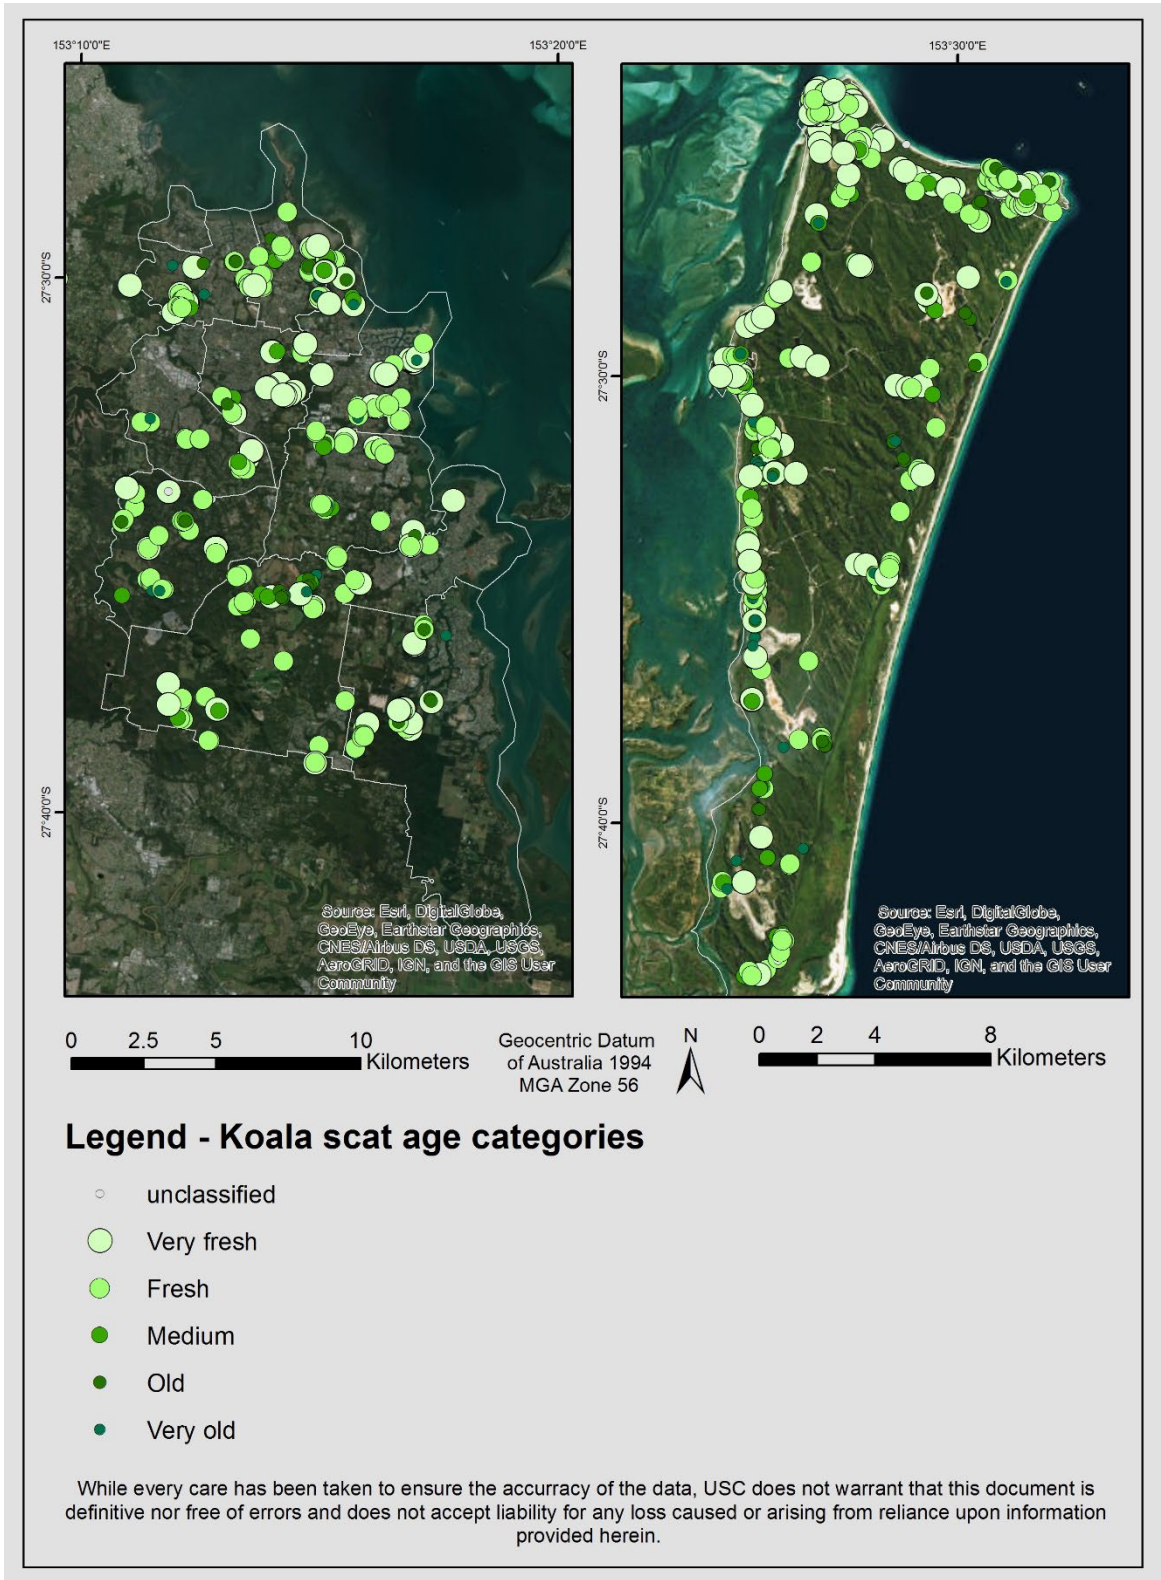 153°10'0"E
153°20'0"E
153°30'0"E
27°30'0"S
27°40'0"S
27°30'0"S
27°40'0"S
Source: Esri, DigitalGlobe,
GeoEye, Earthstar Geographics,
CNES/Airbus DS, USDA, USGS,
AeroGRID, IGN, and the GIS User
Community
Source: Esri, DigitalGlobe,
GeoEye, Earthstar Geographics,
CNES/Airbus DS, USDA, USGS,
AeroGRID, IGN, and the GIS User
Community
0 2.5 5 10
Kilometers
Geocentric Datum
of Australia 1994
MGA Zone 56
N
0 2 4 8
Kilometers
Legend - Koala scat age categories
unclassified
Very fresh
Fresh
Medium
Old
Very old
While every care has been taken to ensure the accurracy of the data, USC does not warrant that this document is
definitive nor free of errors and does not accept liability for any loss caused or arising from reliance upon information
provided herein.